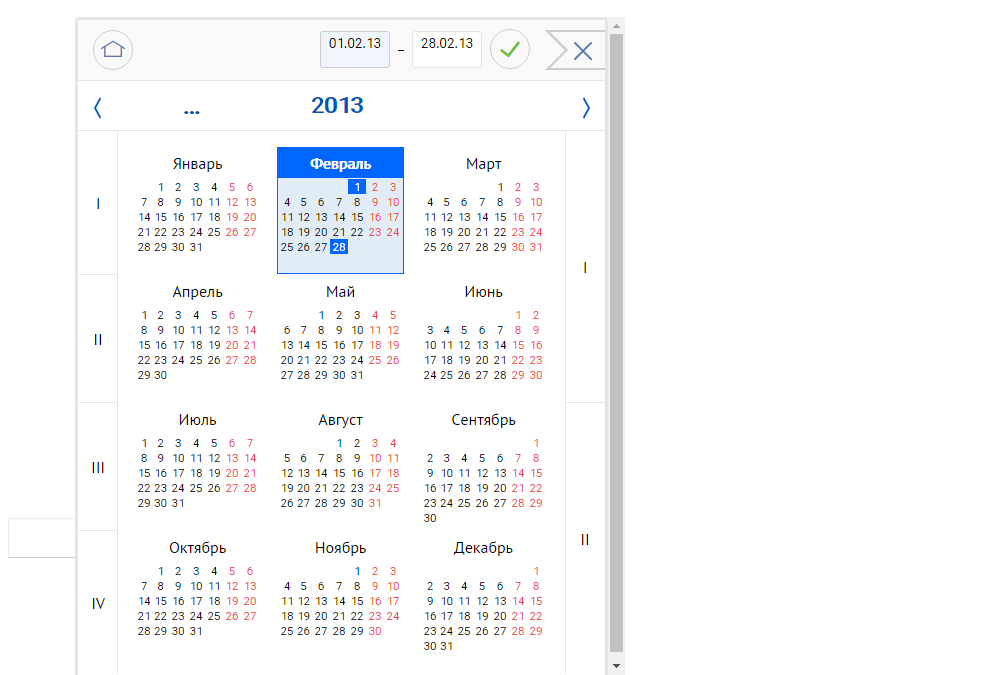 01.02.13 – 28.02.13
... 2013
Январь Февраль Март
1 2 3 4 5 6 1 2 3 1 2 3
I 7 8 9 10 11 12 13 4 5 6 7 8 9 10 4 5 6 7 8 9 10
14 15 16 17 18 19 20 11 12 13 14 15 16 17 11 12 13 14 15 16 17
21 22 23 24 25 26 27 18 19 20 21 22 23 24 18 19 20 21 22 23 24
28 29 30 31 25 26 27 28 25 26 27 28 29 30 31
I
Апрель Май Июнь
1 2 3 4 5 6 7 1 2 3 4 5 1 2
8 9 10 11 12 13 14 6 7 8 9 10 11 12 3 4 5 6 7 8 9
II 15 16 17 18 19 20 21 13 14 15 16 17 18 19 10 11 12 13 14 15 16
22 23 24 25 26 27 28 20 21 22 23 24 25 26 17 18 19 20 21 22 23
29 30 27 28 29 30 31 24 25 26 27 28 29 30
Июль Август Сентябрь
1 2 3 4 5 6 7 1 2 3 4 1
8 9 10 11 12 13 14 5 6 7 8 9 10 11 2 3 4 5 6 7 8
III 15 16 17 18 19 20 21 12 13 14 15 16 17 18 9 10 11 12 13 14 15
22 23 24 25 26 27 28 19 20 21 22 23 24 25 16 17 18 19 20 21 22
29 30 31 26 27 28 29 30 31 23 24 25 26 27 28 29
30
II
Октябрь Ноябрь Декабрь
1 2 3 4 5 6 1 2 3 1
7 8 9 10 11 12 13 4 5 6 7 8 9 10 2 3 4 5 6 7 8
IV 14 15 16 17 18 19 20 11 12 13 14 15 16 17 9 10 11 12 13 14 15
21 22 23 24 25 26 27 18 19 20 21 22 23 24 16 17 18 19 20 21 22
28 29 30 31 25 26 27 28 29 30 23 24 25 26 27 28 29
30 31